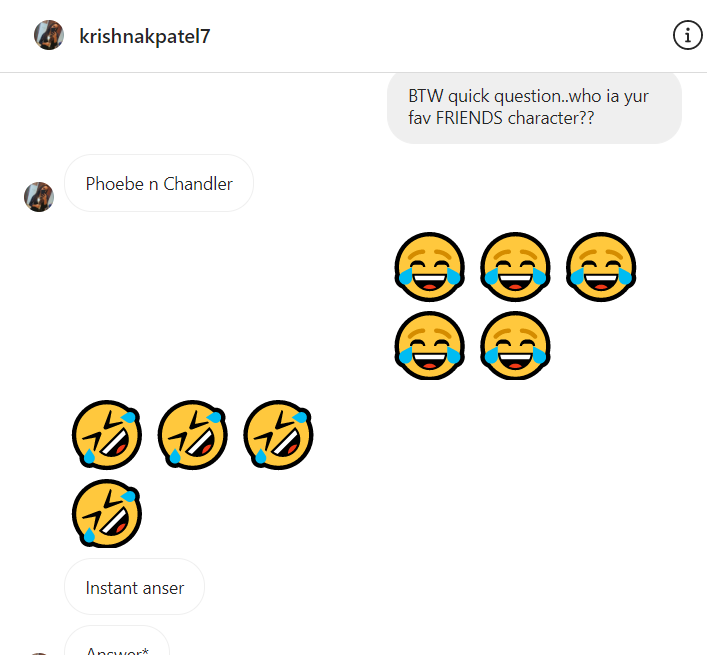 krishnakpatel7
BTW quick question..who ia yur
fav FRIENDS character??
Phoebe n Chandler
😂😂😂
😂😂
🤣🤣🤣
🤣
Instant anser
Answer*